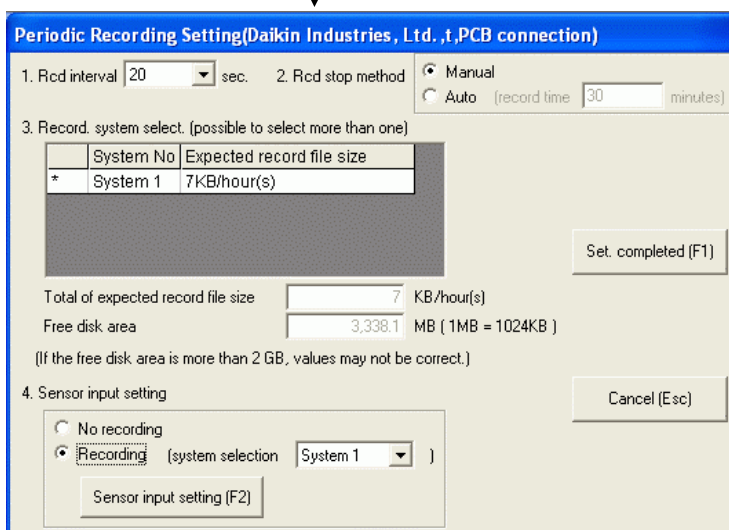 Periodic Recording Setting(Daikin Industries, Ltd. ,t,PCB connection)
1. Rcd interval 20 sec. 2. Rcd stop method Manual
Auto (record time 30 minutes)
3. Record. system select. (possible to select more than one)
System No Expected record file size
* System 1 7KB/hour(s)
Set. completed (F1)
Total of expected record file size 7 KB/hour(s)
Free disk area 3,338.1 MB ( 1MB = 1024KB )
(If the free disk area is more than 2 GB, values may not be correct.)
4. Sensor input setting
Cancel (Esc)
No recording
Recording (system selection System 1 )
Sensor input setting (F2)